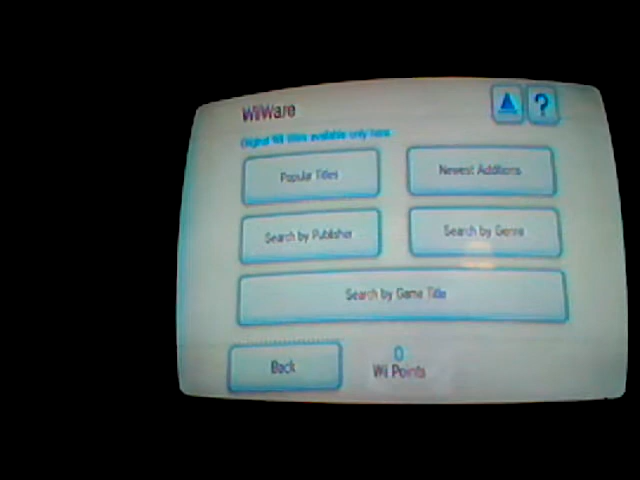 WiiWare
?
Original Wii titles available only here.
Popular Titles
Newest Additions
Search by Publisher
Search by Genre
Search by Game Title
Back
0
Wii Points